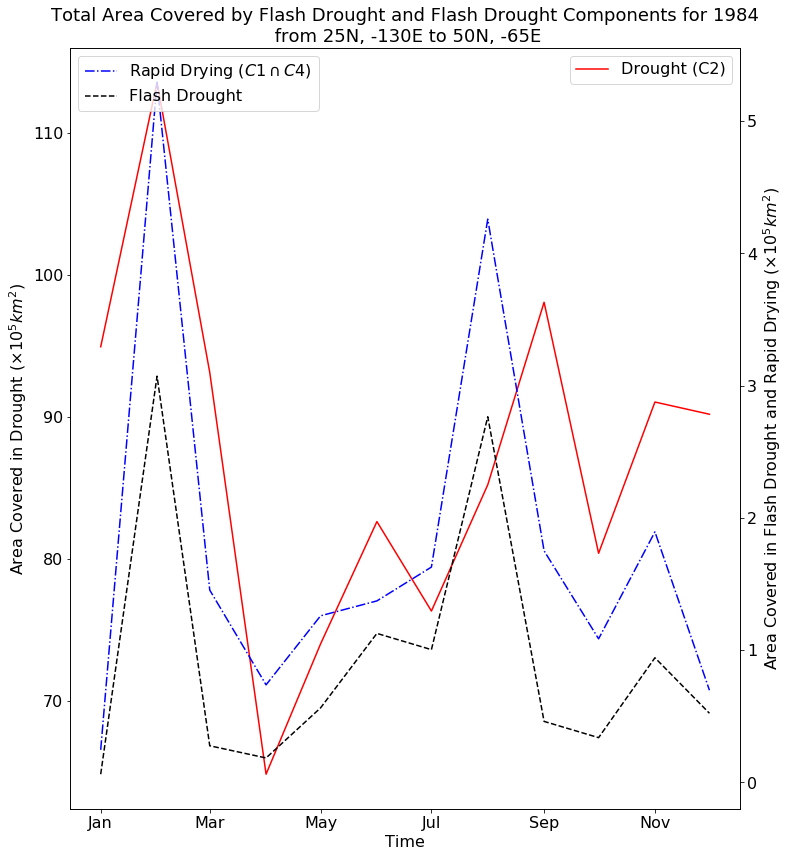 Total Area Covered by Flash Drought and Flash Drought Components for 1984
from 25N, -130E to 50N, -65E
Rapid Drying (C1 ∩ C4)
Flash Drought
Drought (C2)
Area Covered in Drought (×10⁵km²)
110
100
90
80
70
Area Covered in Flash Drought and Rapid Drying (×10⁵km²)
5
4
3
2
1
0
Jan Mar May Jul Sep Nov
Time